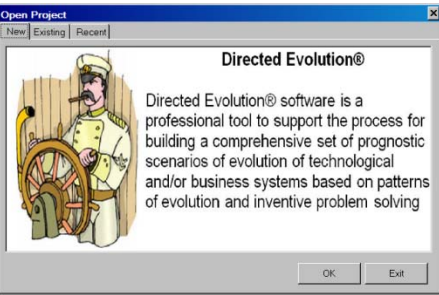 Open Project
New Existing Recent
Directed Evolution®
Directed Evolution® software is a
professional tool to support the process for
building a comprehensive set of prognostic
scenarios of evolution of technological
and/or business systems based on patterns
of evolution and inventive problem solving
OK Exit